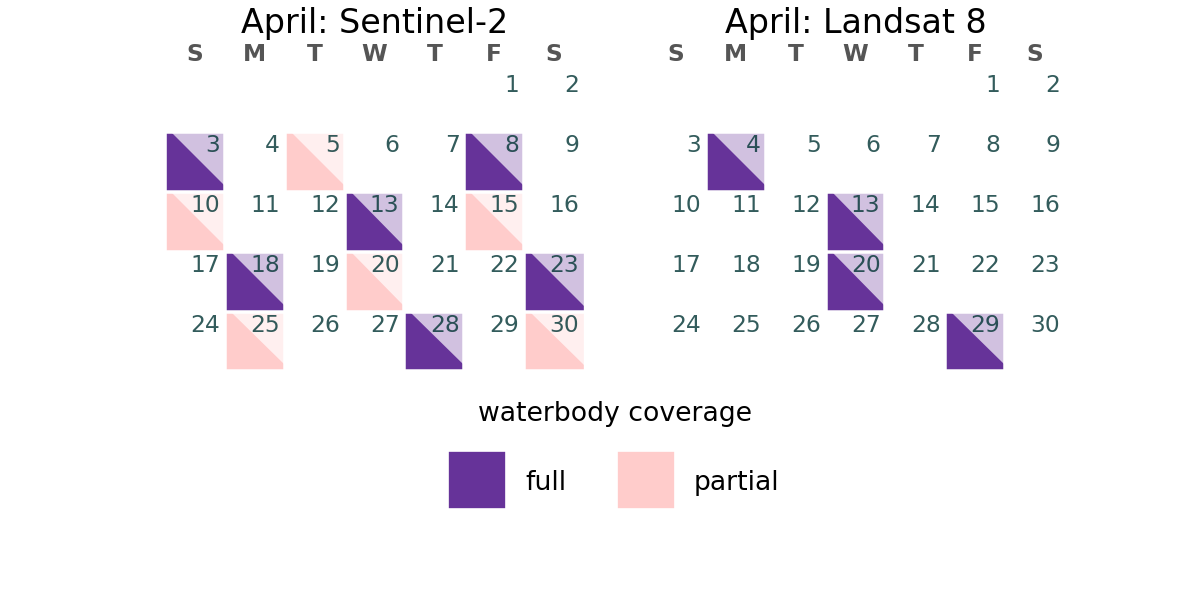 April: Sentinel-2
S M T W T F S
1 2
3 4 5 6 7 8 9
10 11 12 13 14 15 16
17 18 19 20 21 22 23
24 25 26 27 28 29 30
April: Landsat 8
S M T W T F S
1 2
3 4 5 6 7 8 9
10 11 12 13 14 15 16
17 18 19 20 21 22 23
24 25 26 27 28 29 30
waterbody coverage
full partial